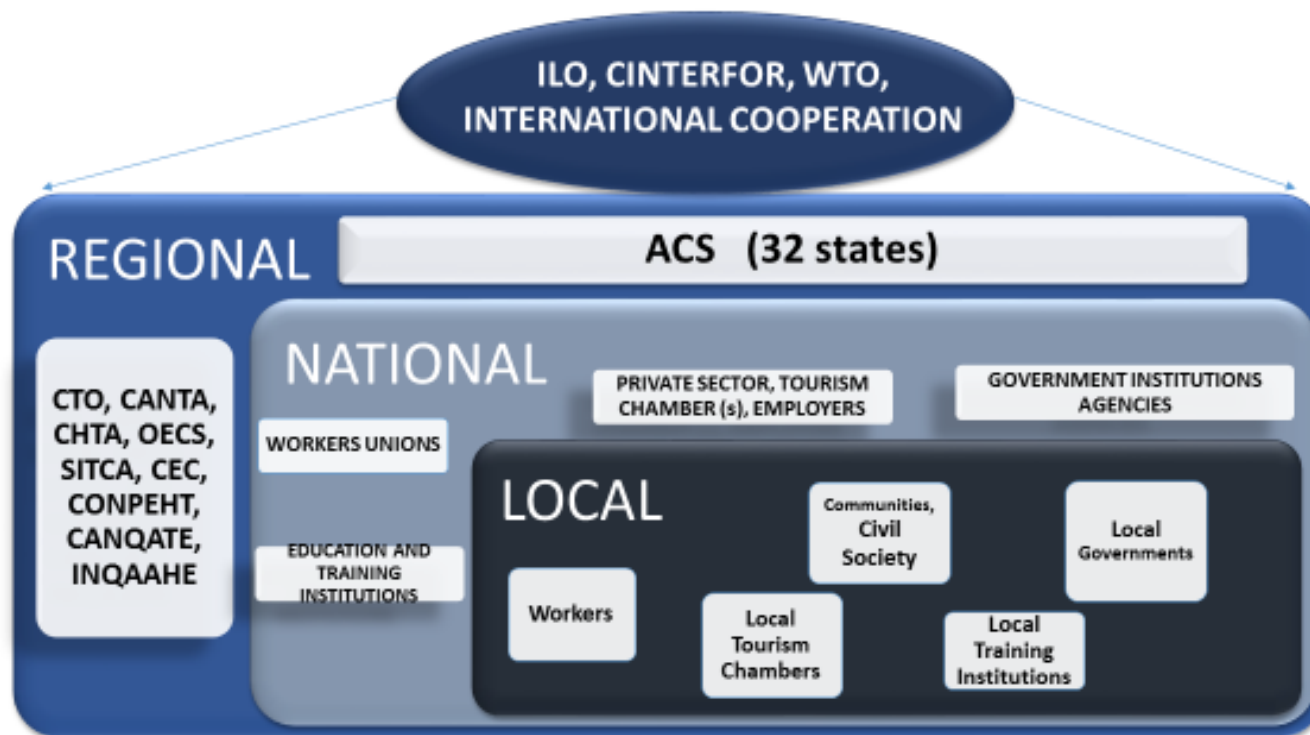 ILO, CINTERFOR, WTO,
INTERNATIONAL COOPERATION
REGIONAL
ACS (32 states)
CTO, CANTA,
CHTA, OECS,
SITCA, CEC,
CONPEHT,
CANQATE,
INQAAHE
NATIONAL
PRIVATE SECTOR, TOURISM
CHAMBER (s), EMPLOYERS
GOVERNMENT INSTITUTIONS
AGENCIES
WORKERS UNIONS
EDUCATION AND
TRAINING
INSTITUTIONS
LOCAL
Communities,
Civil
Society
Local
Governments
Workers
Local
Tourism
Chambers
Local
Training
Institutions